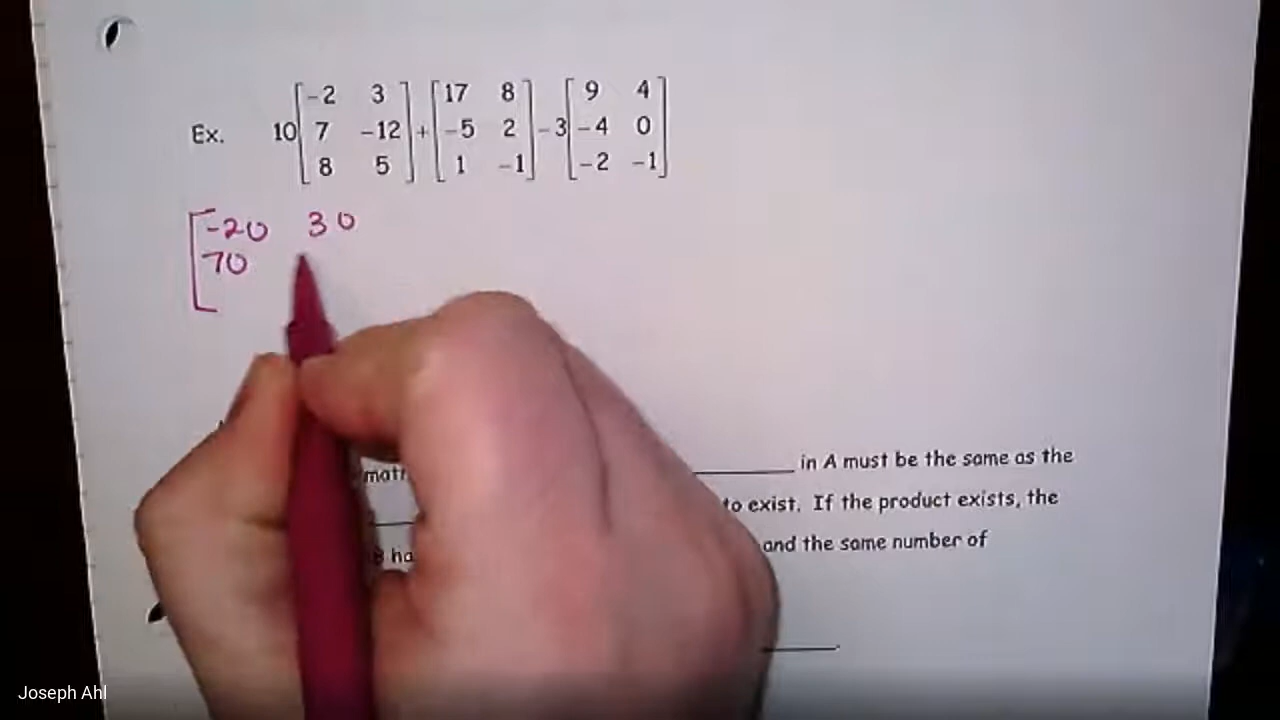 -2 3 17 8 9 4
Ex. 10 7 -12 + -5 2 -3 -4 0
8 5 1 -1 -2 -1
-20 30
70
in A must be the same as the
to exist. If the product exists, the
and the same number of
Joseph Ahl